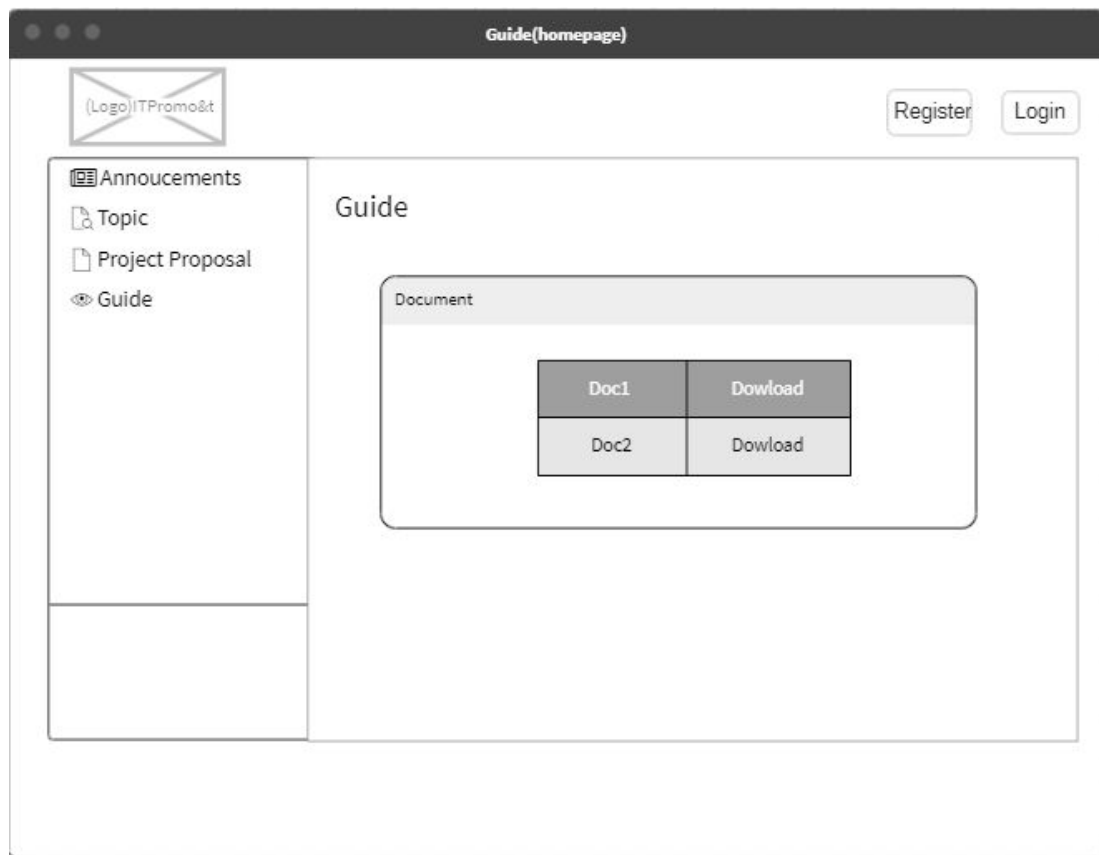 Guide(homepage)
(Logo)ITPromo&t
Register
Login
Annoucements
Topic
Project Proposal
Guide
Guide
Document
Doc1 Dowload
Doc2 Dowload